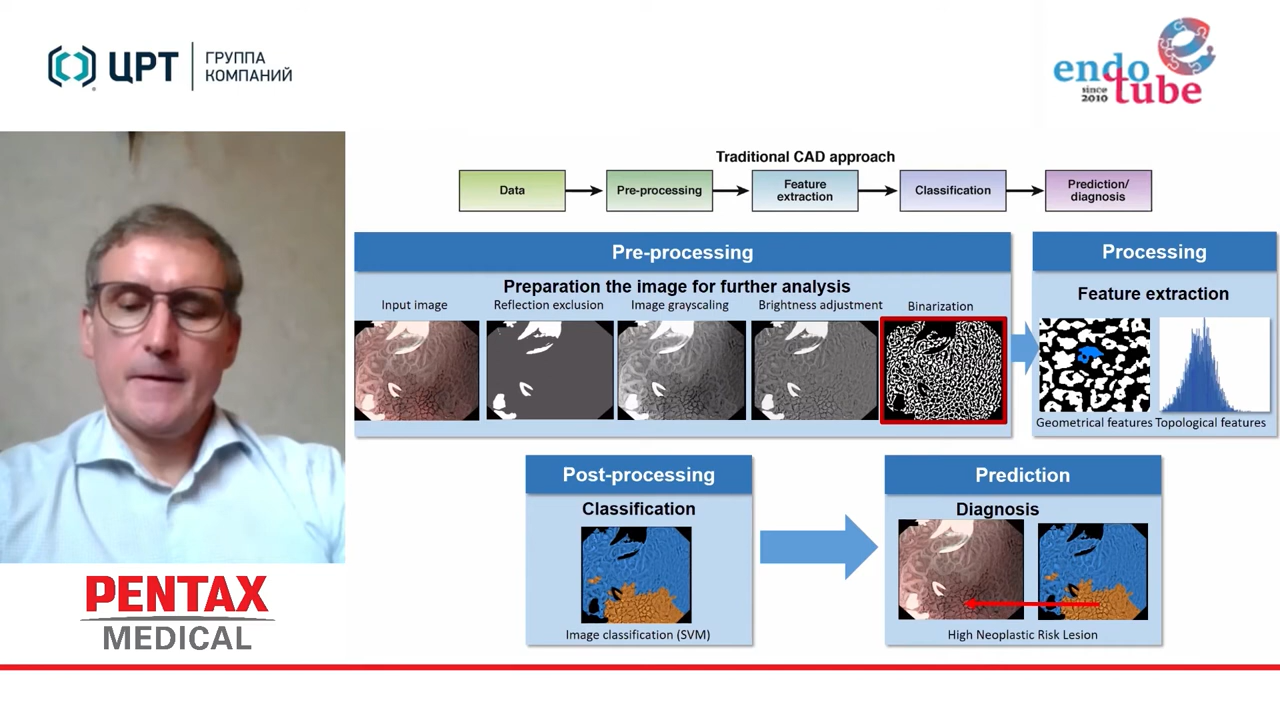 ЦРТ
ГРУППА
КОМПАНИЙ
endo
since
2010
tube
Traditional CAD approach
Data
Pre-processing
Feature
extraction
Classification
Prediction/
diagnosis
Pre-processing
Preparation the image for further analysis
Input image
Reflection exclusion
Image grayscaling
Brightness adjustment
Binarization
Processing
Feature extraction
Geometrical features
Topological features
Post-processing
Classification
Image classification (SVM)
Prediction
Diagnosis
High Neoplastic Risk Lesion
PENTAX
MEDICAL